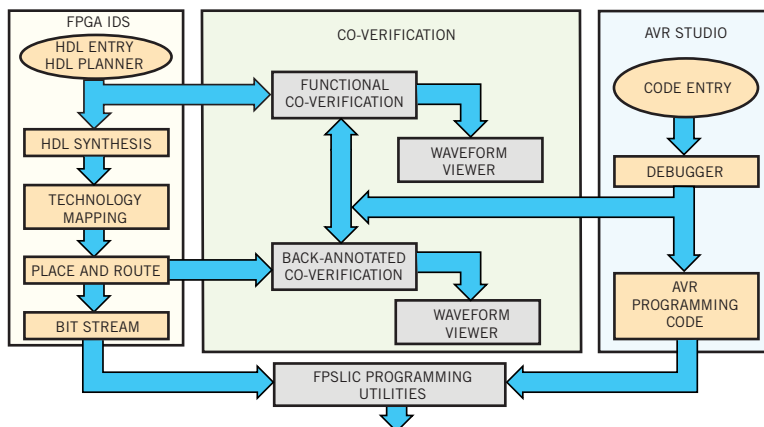 FPGA IDS
HDL ENTRY
HDL PLANNER
HDL SYNTHESIS
TECHNOLOGY
MAPPING
PLACE AND ROUTE
BIT STREAM
CO-VERIFICATION
FUNCTIONAL
CO-VERIFICATION
WAVEFORM
VIEWER
BACK-ANNOTATED
CO-VERIFICATION
WAVEFORM
VIEWER
AVR STUDIO
CODE ENTRY
DEBUGGER
AVR
PROGRAMMING
CODE
FPSLIC PROGRAMMING
UTILITIES